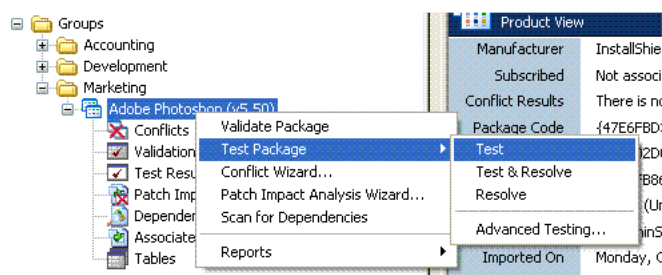 Groups
Accounting
Development
Marketing
Adobe Photoshop (v5.50)
Conflicts
Validation
Test Resu
Patch Imp
Depender
Associate
Tables
Validate Package
Test Package
Conflict Wizard...
Patch Impact Analysis Wizard...
Scan for Dependencies
Reports
Test
Test & Resolve
Resolve
Advanced Testing...
Product View
Manufacturer InstallShie
Subscribed Not associ
Conflict Results There is no
Package Code {47E6FBD
Imported On Monday, O